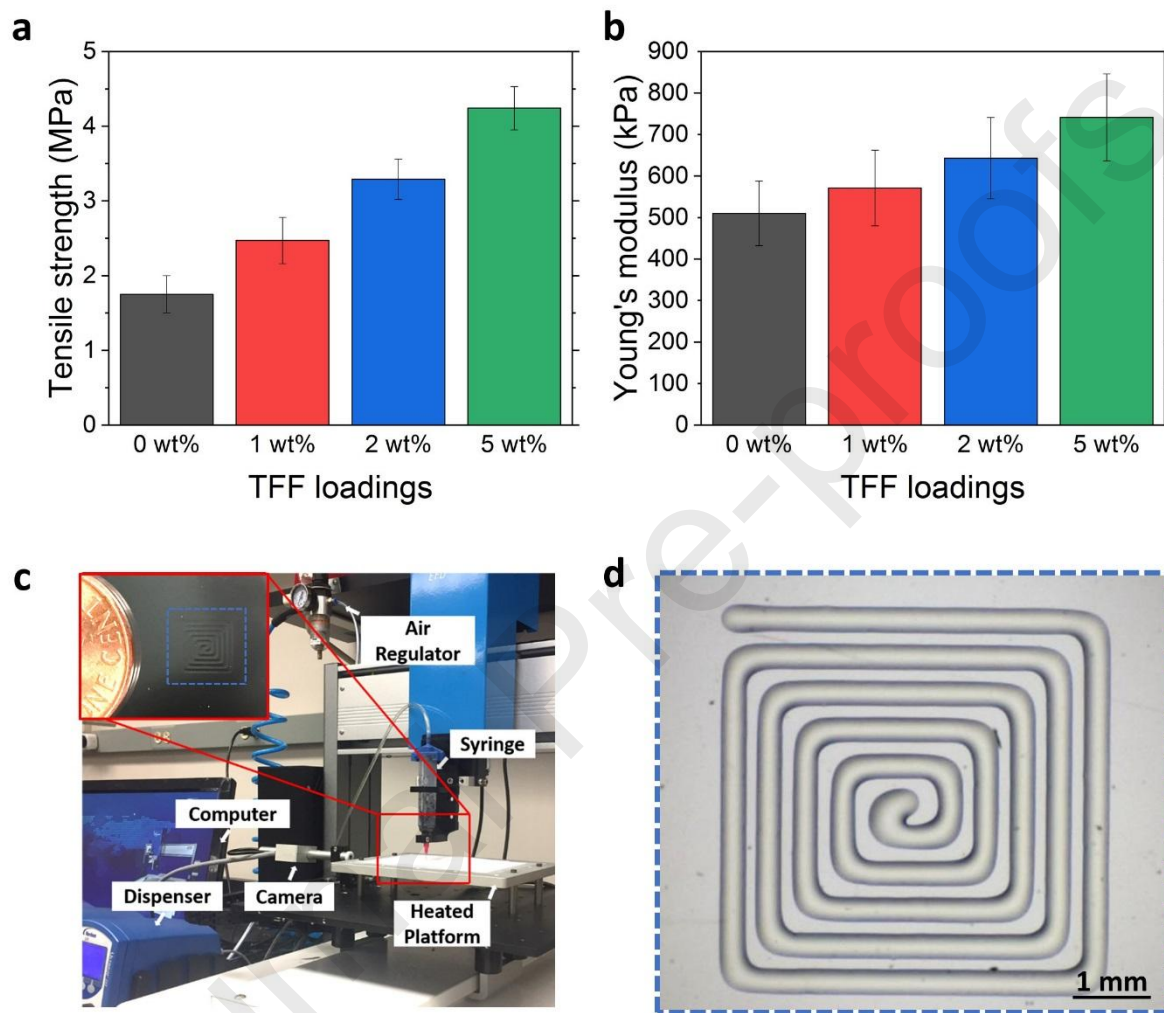 a
Tensile strength (MPa)
5
4
3
2
1
0
0 wt%
1 wt%
2 wt%
5 wt%
TFF loadings
b
Young's modulus (kPa)
900
800
700
600
500
400
300
200
100
0
0 wt%
1 wt%
2 wt%
5 wt%
TFF loadings
c
ONE CENT
Air
Regulator
Syringe
Computer
Dispenser
Camera
Heated
Platform
d
1 mm
Pre-proofs